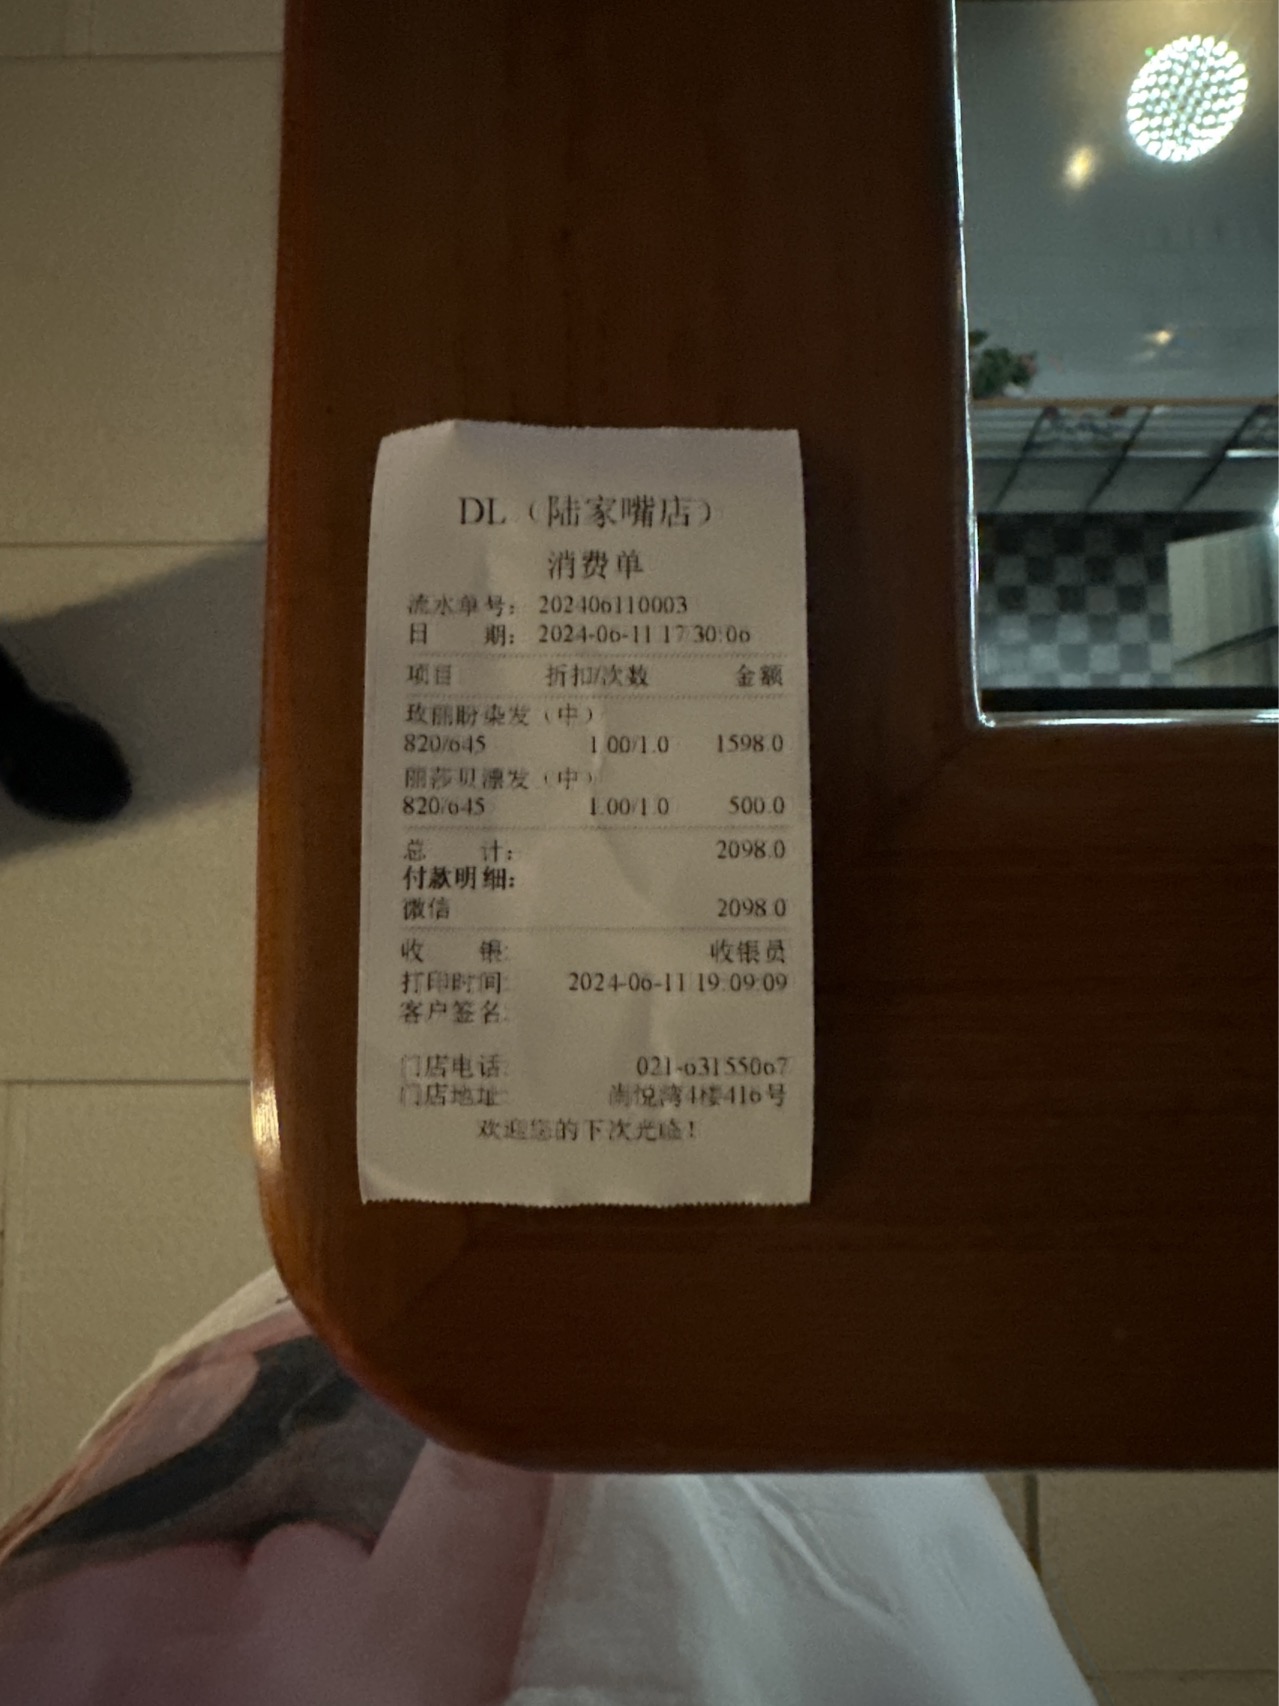 DL（陆家嘴店）
消费单
流水单号： 202406110003
日 期： 2024-06-11 17:30:06
项目 折扣/次数 金额
玫丽盼染发（中）
820/645 1.00/1.0 1598.0
丽莎贝漂发（中）
820/645 1.00/1.0 500.0
总 计： 2098.0
付款明细：
微信 2098.0
收 银: 收银员
打印时间: 2024-06-11 19:09:09
客户签名:
门店电话: 021-63155067
门店地址: 尚悦湾4楼416号
欢迎您的下次光临！